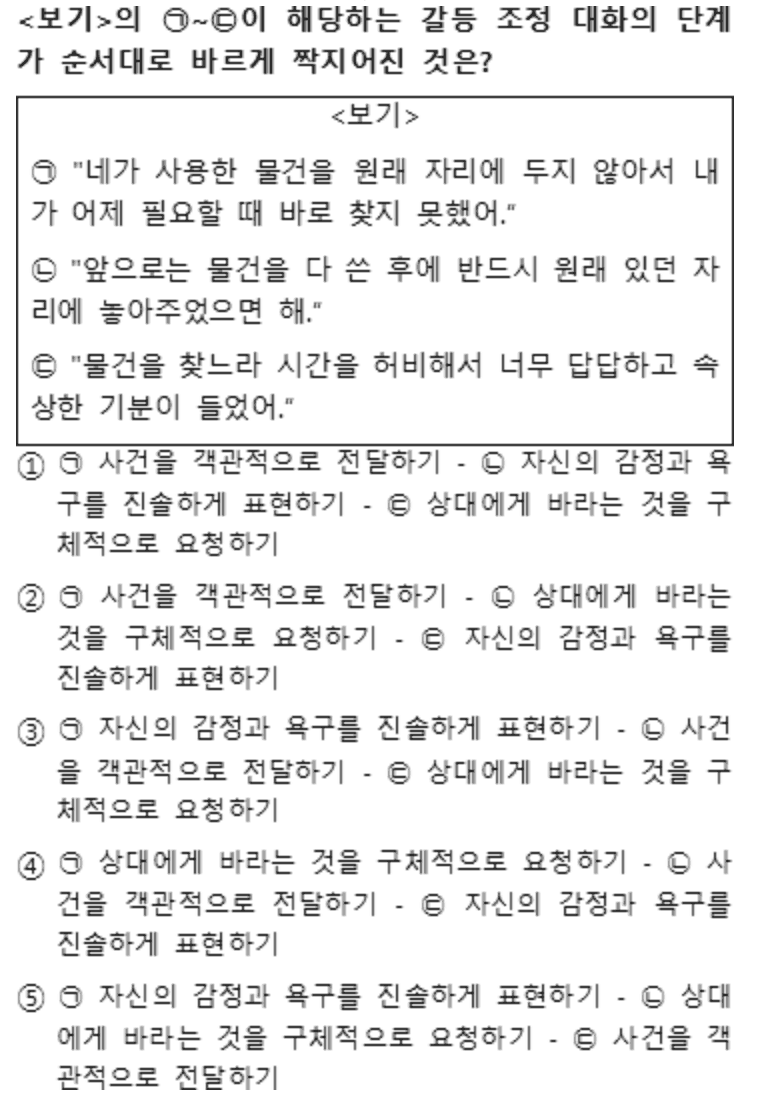 <보기>의 ㉠~㉢이 해당하는 갈등 조정 대화의 단계
가 순서대로 바르게 짝지어진 것은?
<보기>
㉠ "네가 사용한 물건을 원래 자리에 두지 않아서 내
가 어제 필요할 때 바로 찾지 못했어."
㉡ "앞으로는 물건을 다 쓴 후에 반드시 원래 있던 자
리에 놓아주었으면 해."
㉢ "물건을 찾느라 시간을 허비해서 너무 답답하고 속
상한 기분이 들었어."
① ㉠ 사건을 객관적으로 전달하기 - ㉡ 자신의 감정과 욕
구를 진솔하게 표현하기 - ㉢ 상대에게 바라는 것을 구
체적으로 요청하기
② ㉠ 사건을 객관적으로 전달하기 - ㉡ 상대에게 바라는
것을 구체적으로 요청하기 - ㉢ 자신의 감정과 욕구를
진솔하게 표현하기
③ ㉠ 자신의 감정과 욕구를 진솔하게 표현하기 - ㉡ 사건
을 객관적으로 전달하기 - ㉢ 상대에게 바라는 것을 구
체적으로 요청하기
④ ㉠ 상대에게 바라는 것을 구체적으로 요청하기 - ㉡ 사
건을 객관적으로 전달하기 - ㉢ 자신의 감정과 욕구를
진솔하게 표현하기
⑤ ㉠ 자신의 감정과 욕구를 진솔하게 표현하기 - ㉡ 상대
에게 바라는 것을 구체적으로 요청하기 - ㉢ 사건을 객
관적으로 전달하기